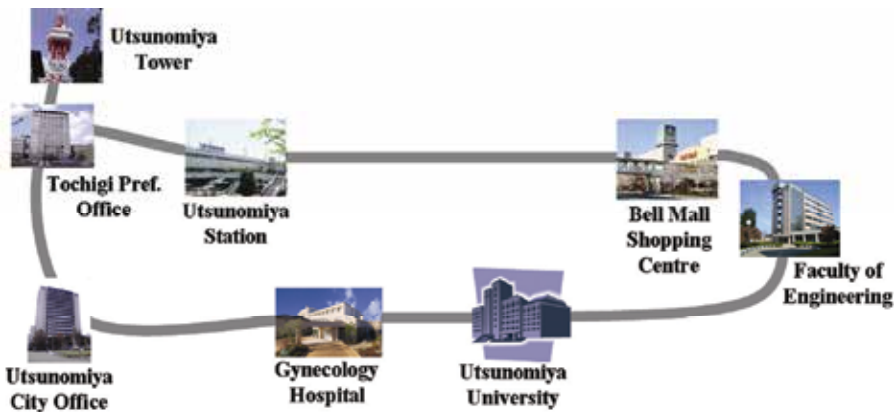 Utsunomiya
Tower
Tochigi Pref.
Office
Utsunomiya
Station
Bell Mall
Shopping
Centre
Faculty of
Engineering
Utsunomiya
City Office
Gynecology
Hospital
Utsunomiya
University